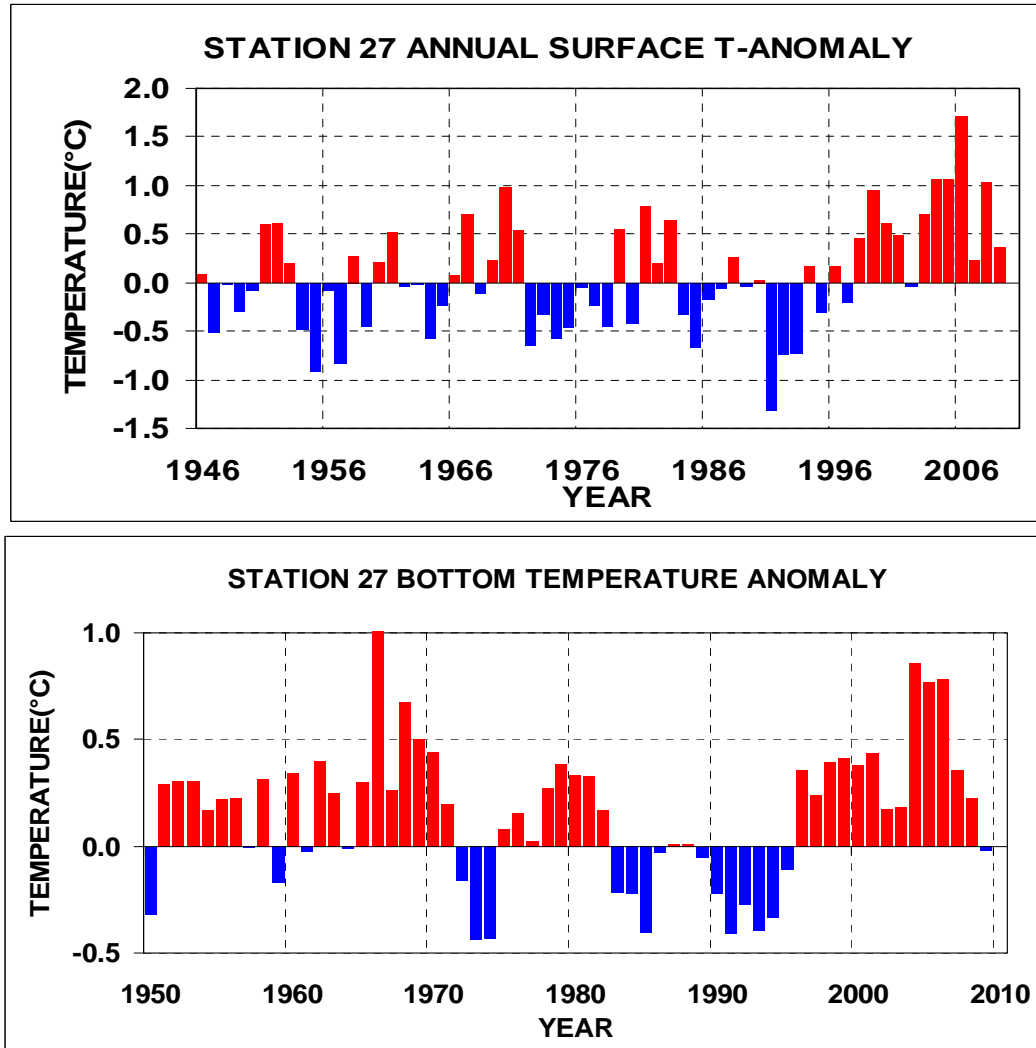 STATION 27 ANNUAL SURFACE T-ANOMALY
TEMPERATURE(°C)
2.0
1.5
1.0
0.5
0.0
-0.5
-1.0
-1.5
1946 1956 1966 1976 1986 1996 2006
YEAR
STATION 27 BOTTOM TEMPERATURE ANOMALY
TEMPERATURE(°C)
1.0
0.5
0.0
-0.5
1950 1960 1970 1980 1990 2000 2010
YEAR